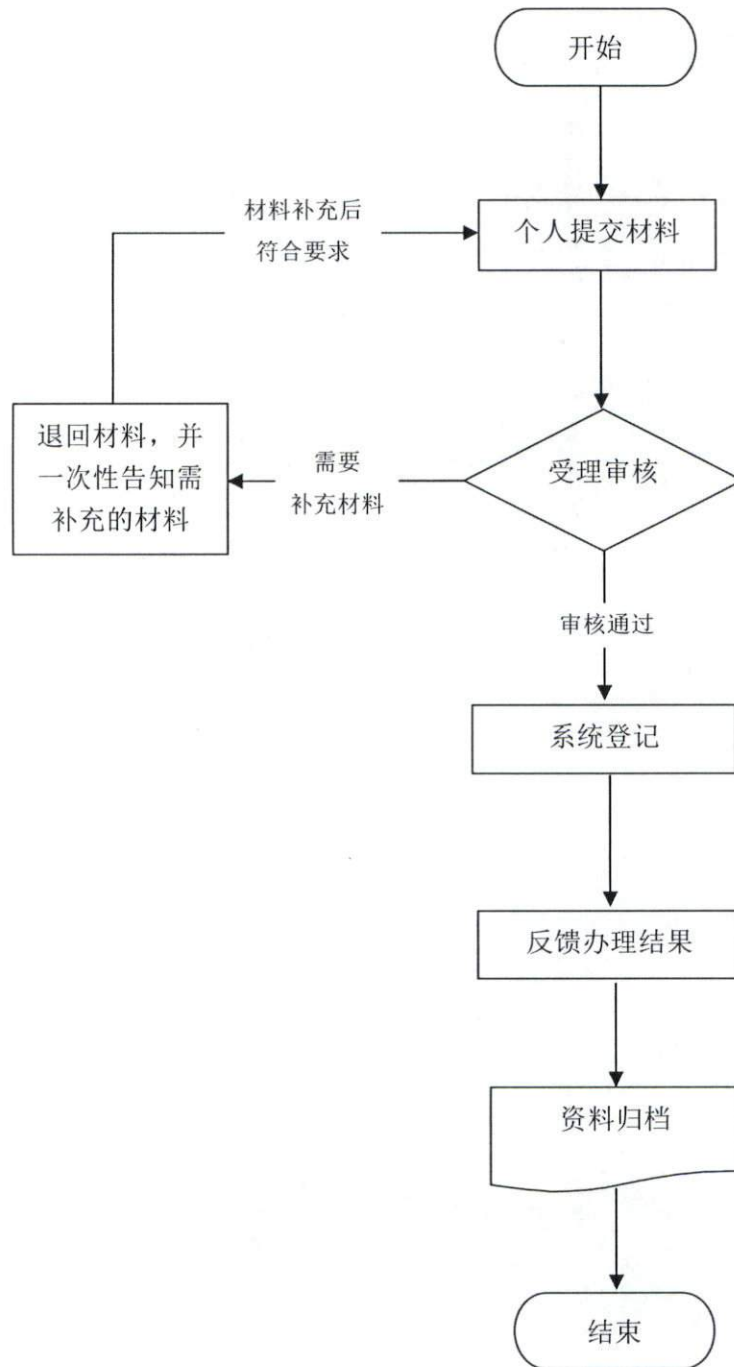 开始
材料补充后
符合要求
个人提交材料
退回材料，并
一次性告知需
补充的材料
需要
补充材料
受理审核
审核通过
系统登记
反馈办理结果
资料归档
结束